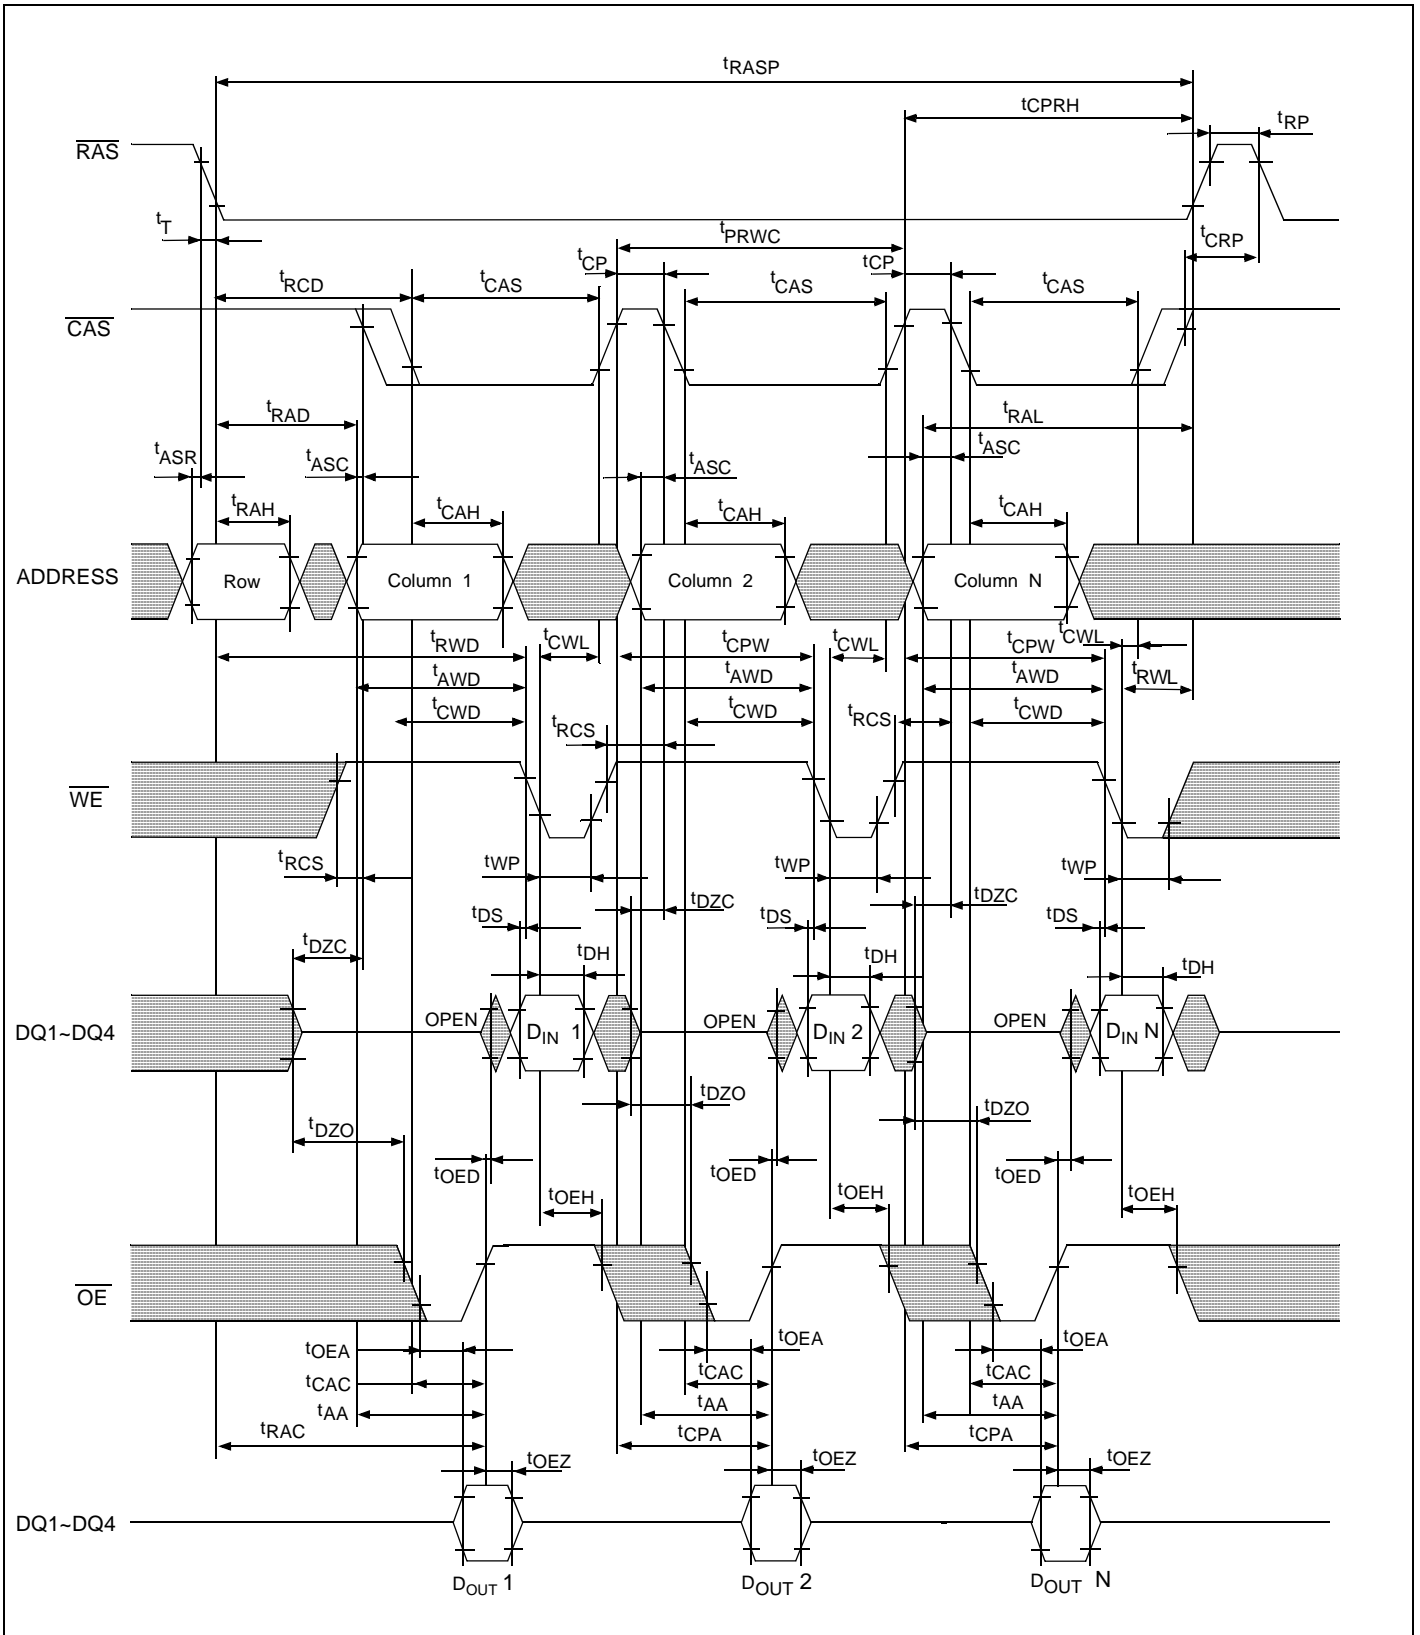 tRASP
tCPRH
tRP
RAS
tT
tPRWC
tCRP
tCP
tCP
tRCD
tCAS
tCAS
tCAS
CAS
tRAD
tRAL
tASR
tASC
tASC
tASC
tRAH
tCAH
tCAH
tCAH
ADDRESS
Row
Column 1
Column 2
Column N
tRWD
tCWL
tCPW
tCWL
tCPW
tCWL
tAWD
tAWD
tAWD
tRWL
tCWD
tRCS
tCWD
tRCS
tCWD
WE
tRCS
tWP
tWP
tWP
tDZC
tDZC
tDS
tDS
tDS
tDZC
tDH
tDH
tDH
DQ1~DQ4
OPEN
DIN 1
OPEN
DIN 2
OPEN
DIN N
tDZO
tDZO
tDZO
tOED
tOED
tOED
tOEH
tOEH
tOEH
OE
tOEA
tOEA
tOEA
tCAC
tCAC
tCAC
tAA
tAA
tAA
tRAC
tCPA
tCPA
tOEZ
tOEZ
tOEZ
DQ1~DQ4
DOUT 1
DOUT 2
DOUT N